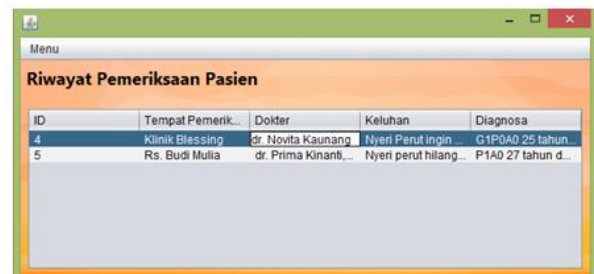 Menu
Riwayat Pemeriksaan Pasien
ID Tempat Pemerik... Dokter Keluhan Diagnosa
4 Klinik Blessing dr. Novita Kaunang Nyeri Perut ingin ... G1P0A0 25 tahun...
5 Rs. Budi Mulia dr. Prima Kinanti,... Nyeri perut hilang... P1A0 27 tahun d...